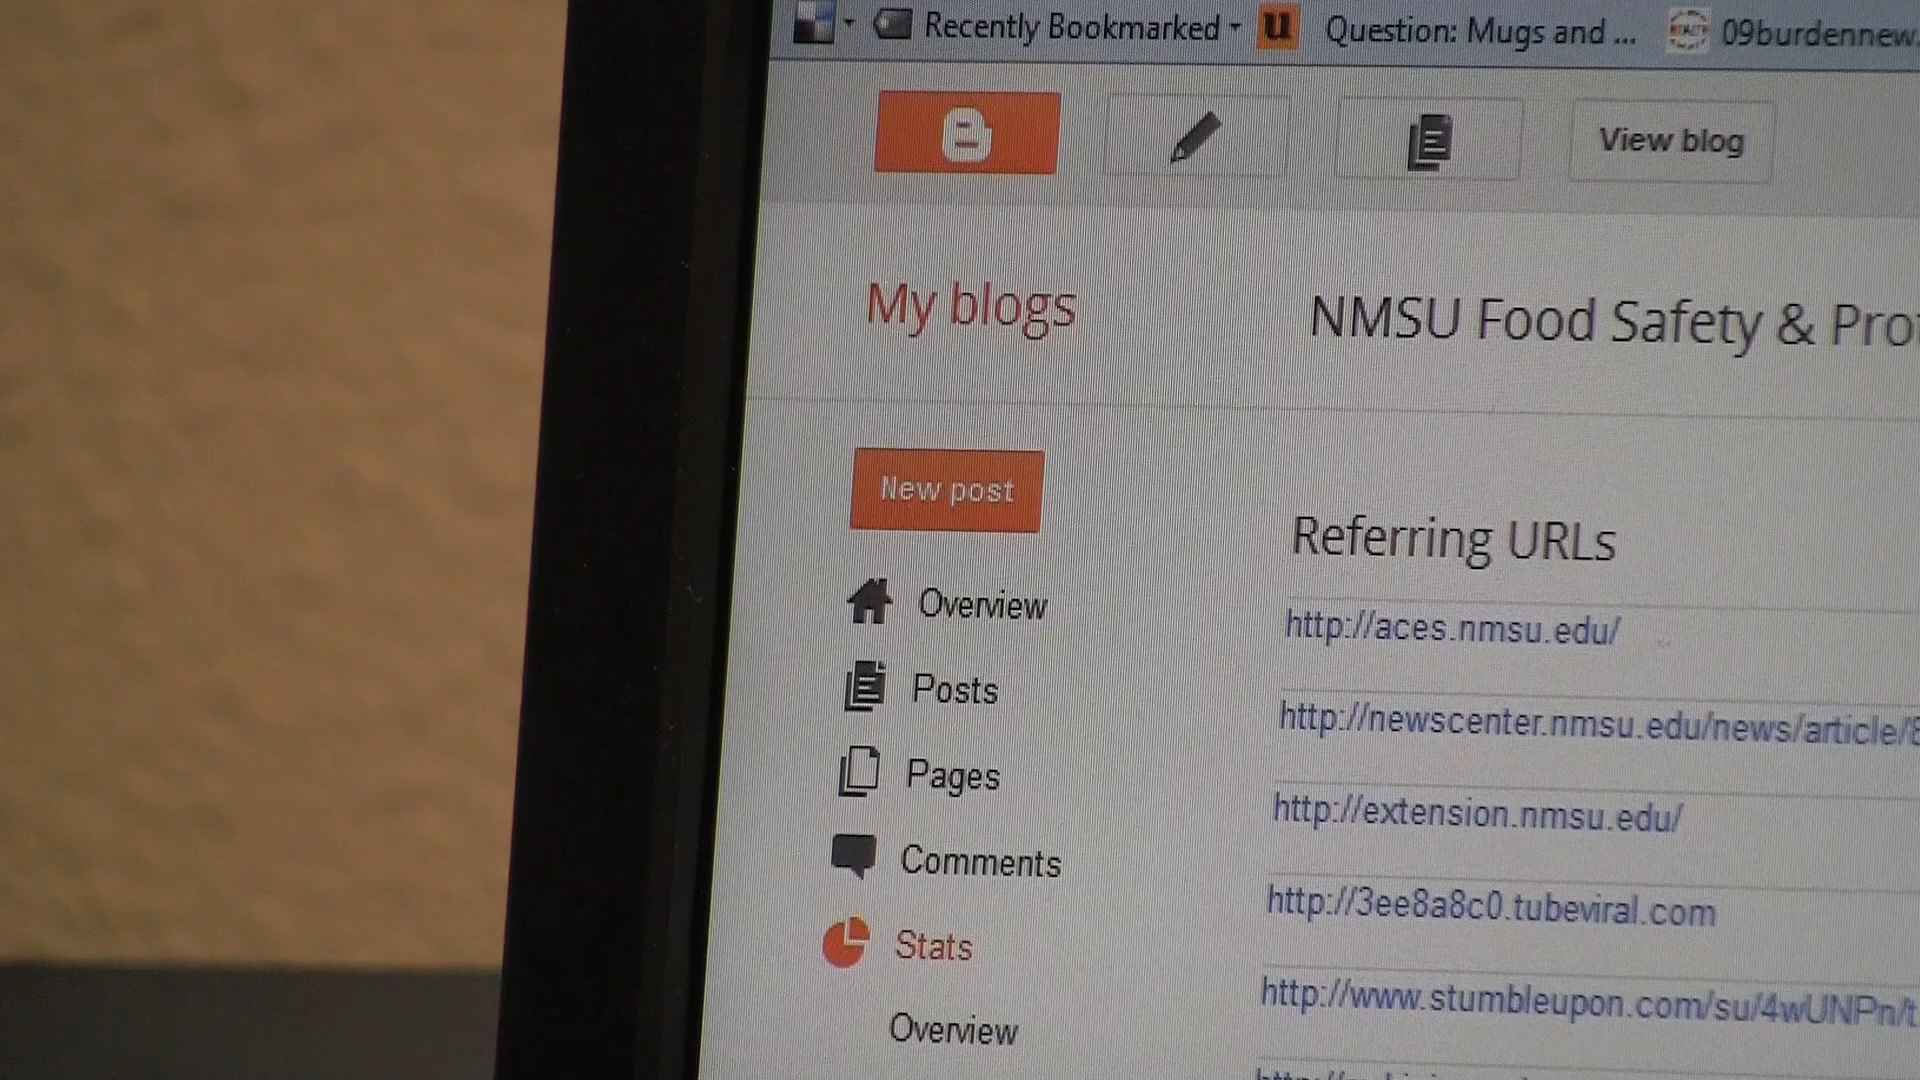 Recently Bookmarked
u
Question: Mugs and ...
09burdennew.
View blog
My blogs
NMSU Food Safety & Pro
New post
Referring URLs
Overview
http://aces.nmsu.edu/
Posts
http://newscenter.nmsu.edu/news/article/8
Pages
http://extension.nmsu.edu/
Comments
http://3ee8a8c0.tubeviral.com
Stats
http://www.stumbleupon.com/su/4wUNPn/t
Overview